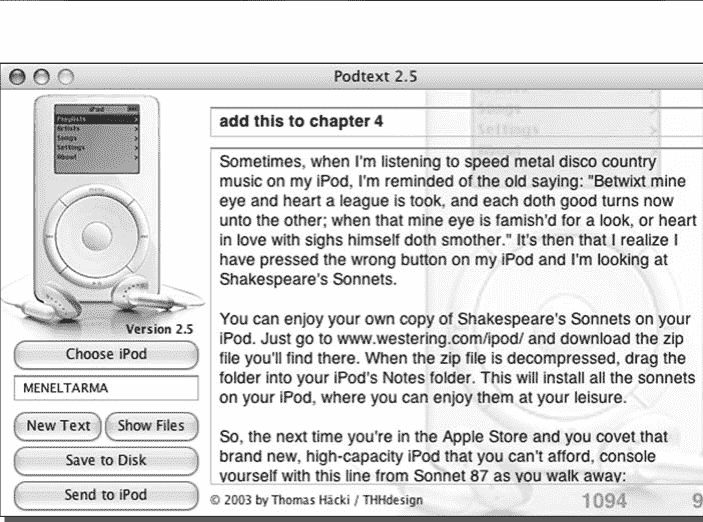 Podtext 2.5
iPod
Playlists
Artists
Songs
Settings
About
Version 2.5
Choose iPod
MENELTARMA
New Text Show Files
Save to Disk
Send to iPod
add this to chapter 4
Songs
Settings
Sometimes, when I'm listening to speed metal disco country
music on my iPod, I'm reminded of the old saying: "Betwixt mine
eye and heart a league is took, and each doth good turns now
unto the other; when that mine eye is famish'd for a look, or heart
in love with sighs himself doth smother." It's then that I realize I
have pressed the wrong button on my iPod and I'm looking at
Shakespeare's Sonnets.
You can enjoy your own copy of Shakespeare's Sonnets on your
iPod. Just go to www.westering.com/ipod/ and download the zip
file you'll find there. When the zip file is decompressed, drag the
folder into your iPod's Notes folder. This will install all the sonnets
on your iPod, where you can enjoy them at your leisure.
So, the next time you're in the Apple Store and you covet that
brand new, high-capacity iPod that you can't afford, console
yourself with this line from Sonnet 87 as you walk away:
© 2003 by Thomas Häcki / THHdesign
1094 9